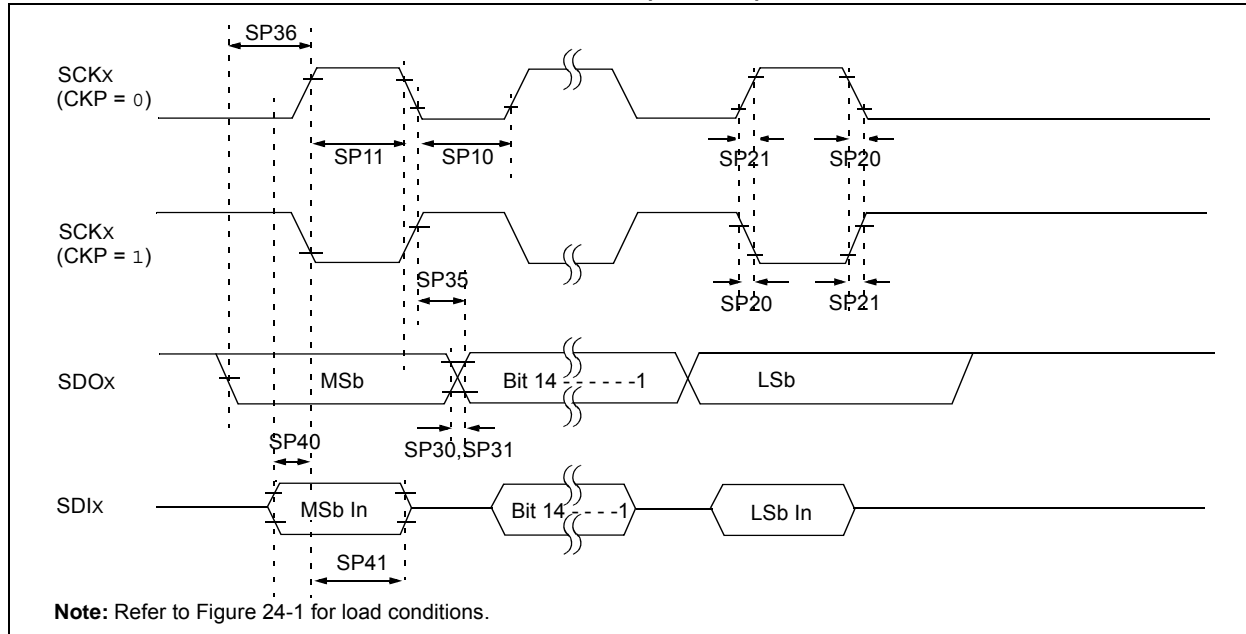 SP36
SCKx
(CKP = 0)
SP11
SP10
SP21
SP20
SCKx
(CKP = 1)
SP35
SP20
SP21
SDOx
MSb
Bit 14 - - - - - -1
LSb
SP40
SP30,SP31
SDIx
MSb In
Bit 14 - - - -1
LSb In
SP41
Note: Refer to Figure 24-1 for load conditions.